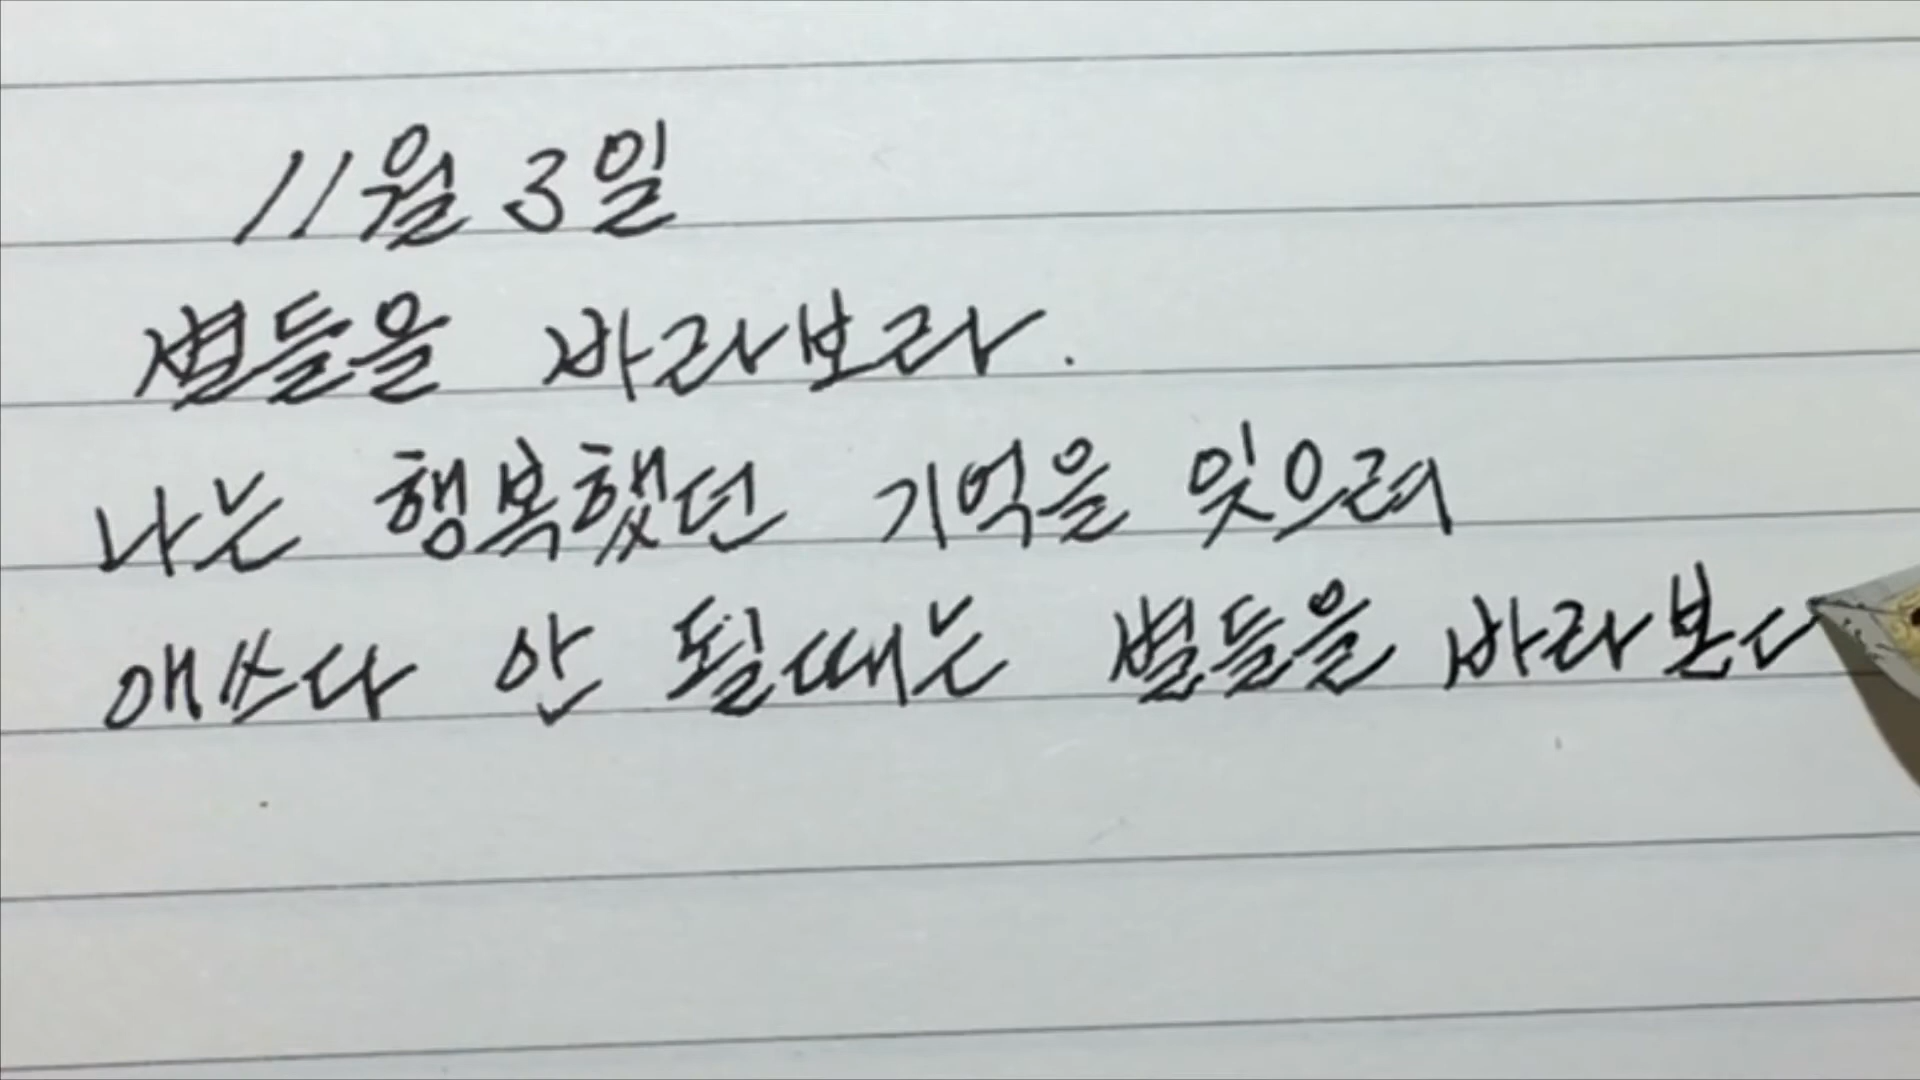 11월 3일
별들을 바라보라.
나는 행복했던 기억을 잊으려
애쓰다 안 될때는 별들을 바라본다